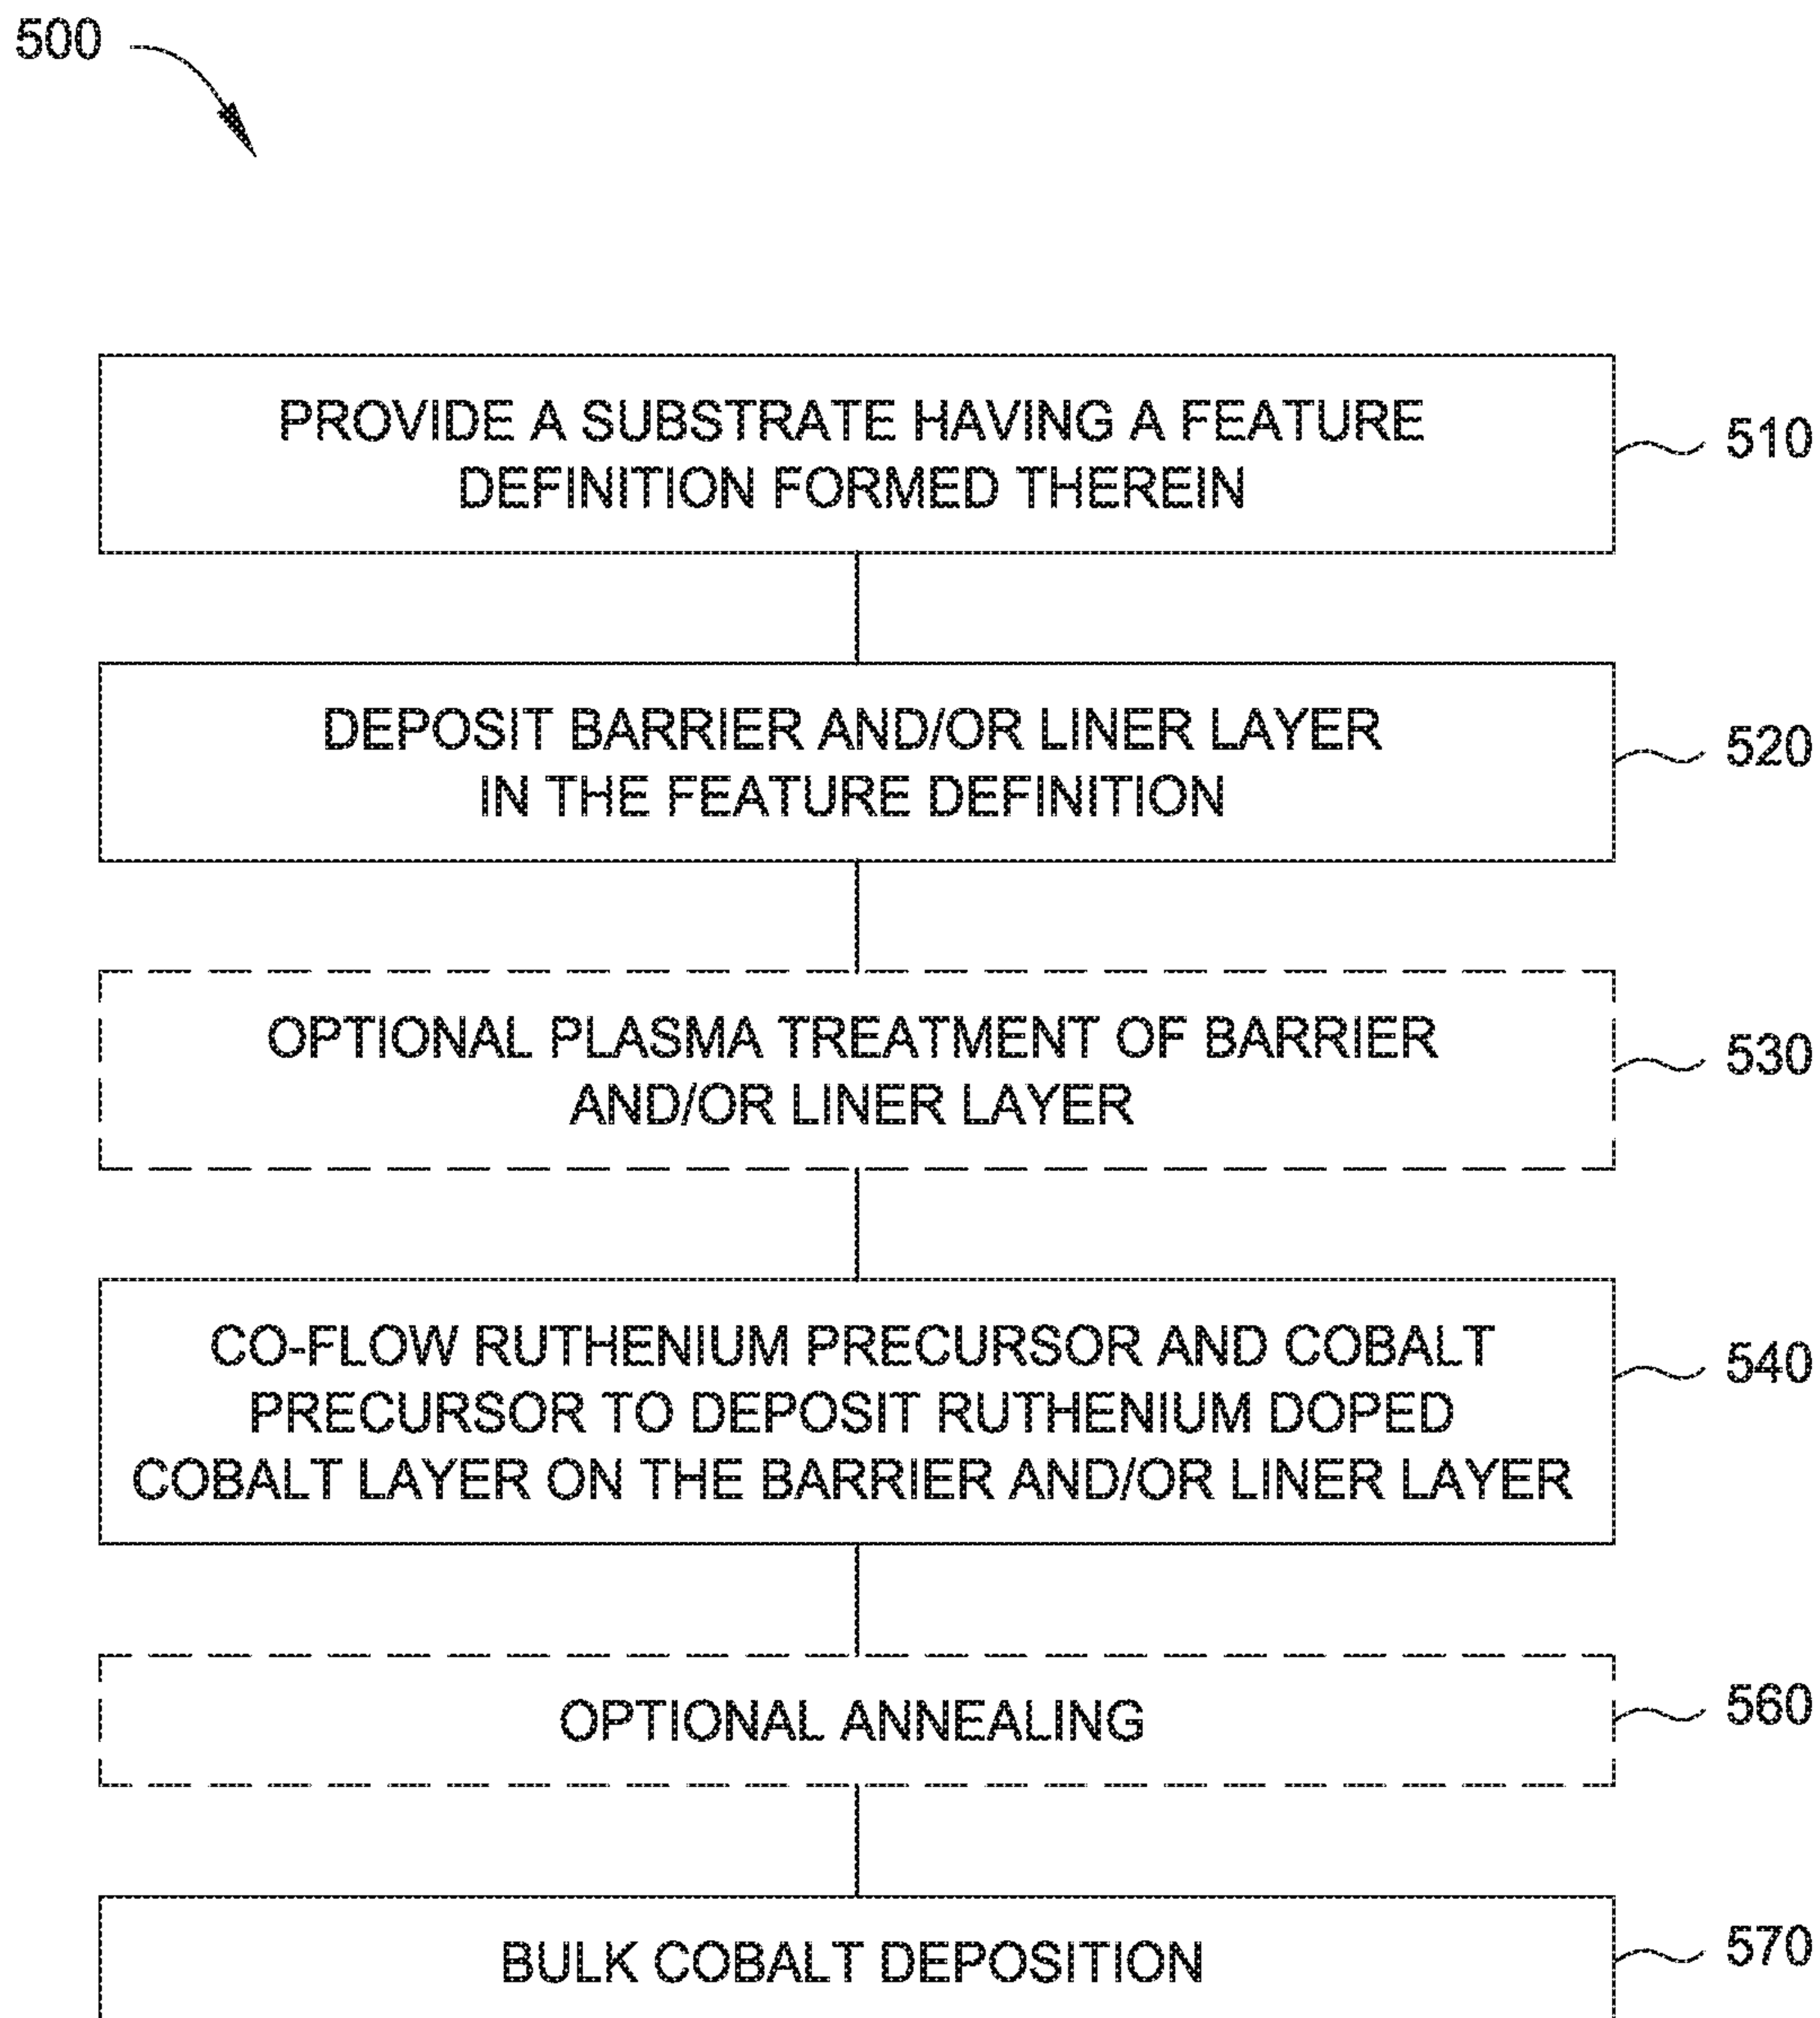 500
PROVIDE A SUBSTRATE HAVING A FEATURE
DEFINITION FORMED THEREIN
510
DEPOSIT BARRIER AND/OR LINER LAYER
IN THE FEATURE DEFINITION
520
OPTIONAL PLASMA TREATMENT OF BARRIER
AND/OR LINER LAYER
530
CO-FLOW RUTHENIUM PRECURSOR AND COBALT
PRECURSOR TO DEPOSIT RUTHENIUM DOPED
COBALT LAYER ON THE BARRIER AND/OR LINER LAYER
540
OPTIONAL ANNEALING
560
BULK COBALT DEPOSITION
570